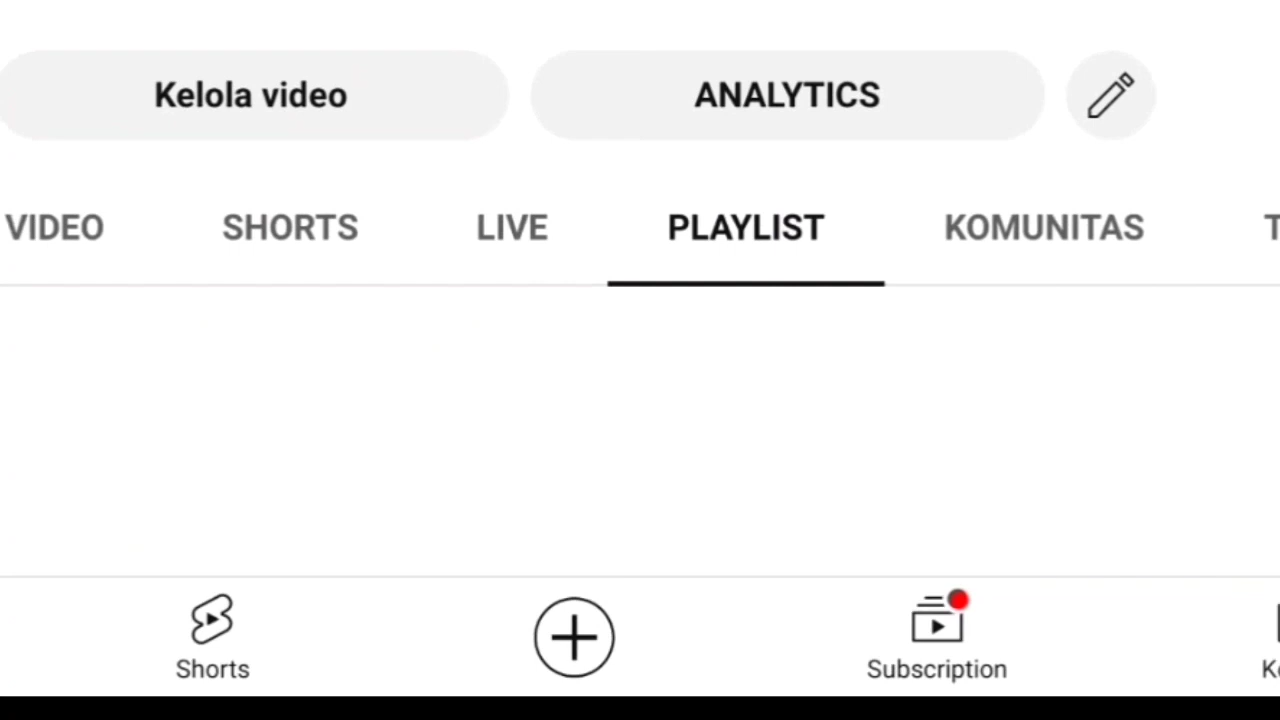 Kelola video ANALYTICS
VIDEO SHORTS LIVE PLAYLIST KOMUNITAS
Shorts Subscription